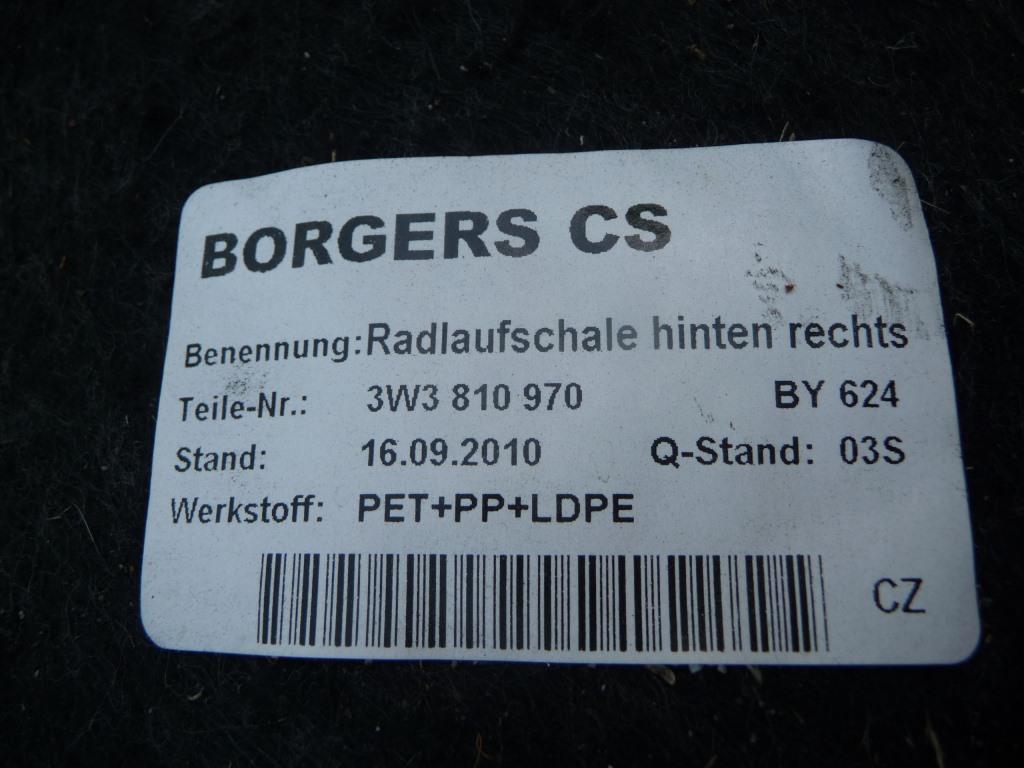 BORGERS CS
Benennung: Radlaufschale hinten rechts
Teile-Nr.: 3W3 810 970 BY 624
Stand: 16.09.2010 Q-Stand: 03S
Werkstoff: PET+PP+LDPE
CZ